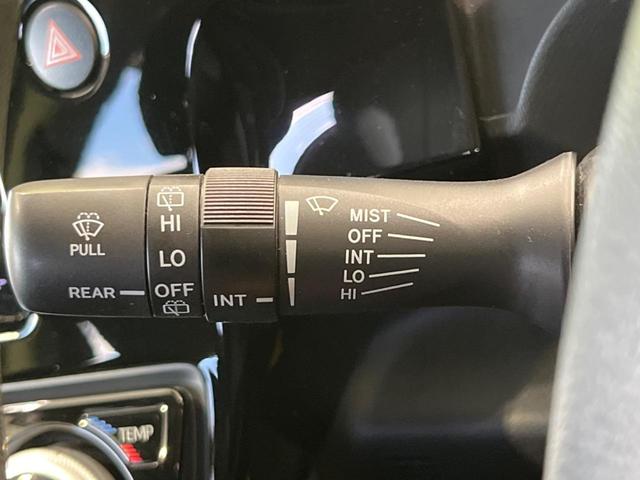 PULL
REAR
HI
LO
OFF
INT
MIST
OFF
INT
LO
HI
TEMP